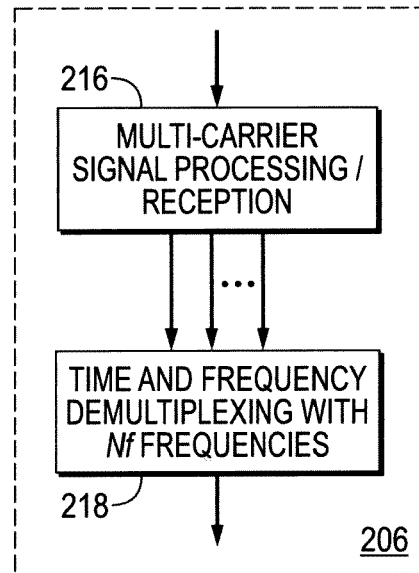 216
MULTI-CARRIER
SIGNAL PROCESSING /
RECEPTION
...
TIME AND FREQUENCY
DEMULTIPLEXING WITH
Nf FREQUENCIES
218
206